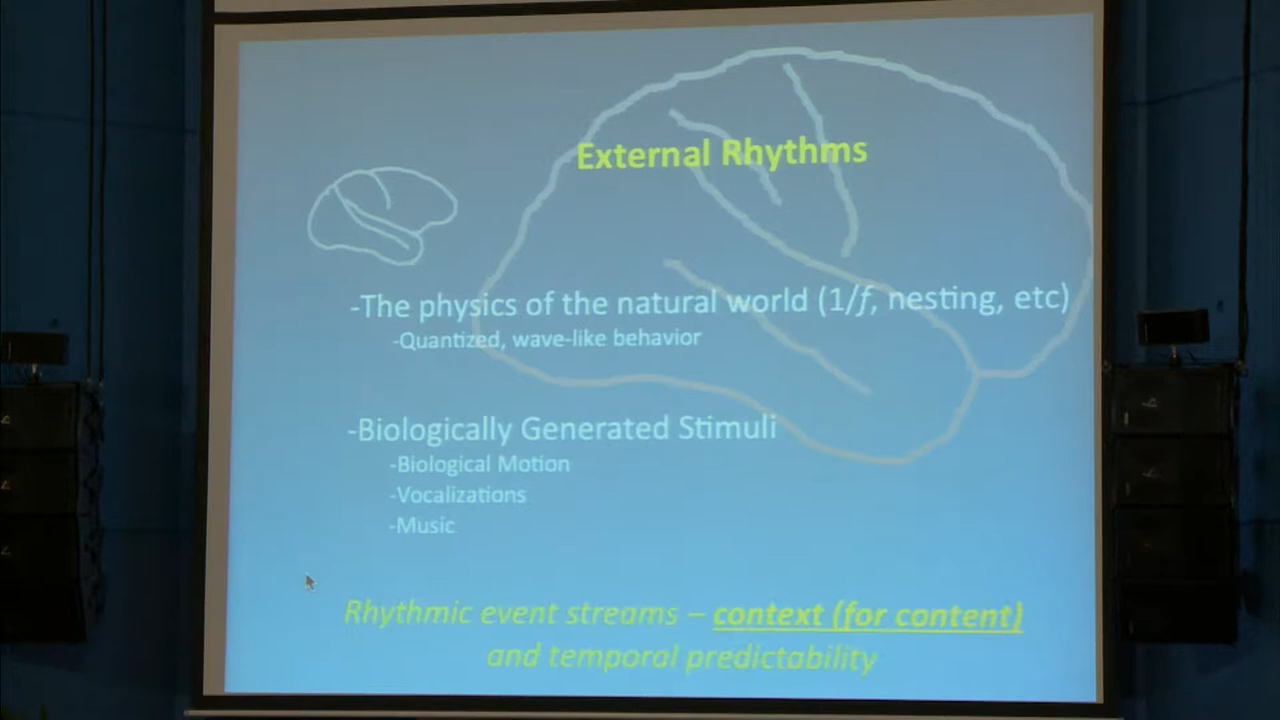 External Rhythms
-The physics of the natural world (1/f, nesting, etc)
-Quantized, wave-like behavior
-Biologically Generated Stimuli
-Biological Motion
-Vocalizations
-Music
Rhythmic event streams – context (for content)
and temporal predictability